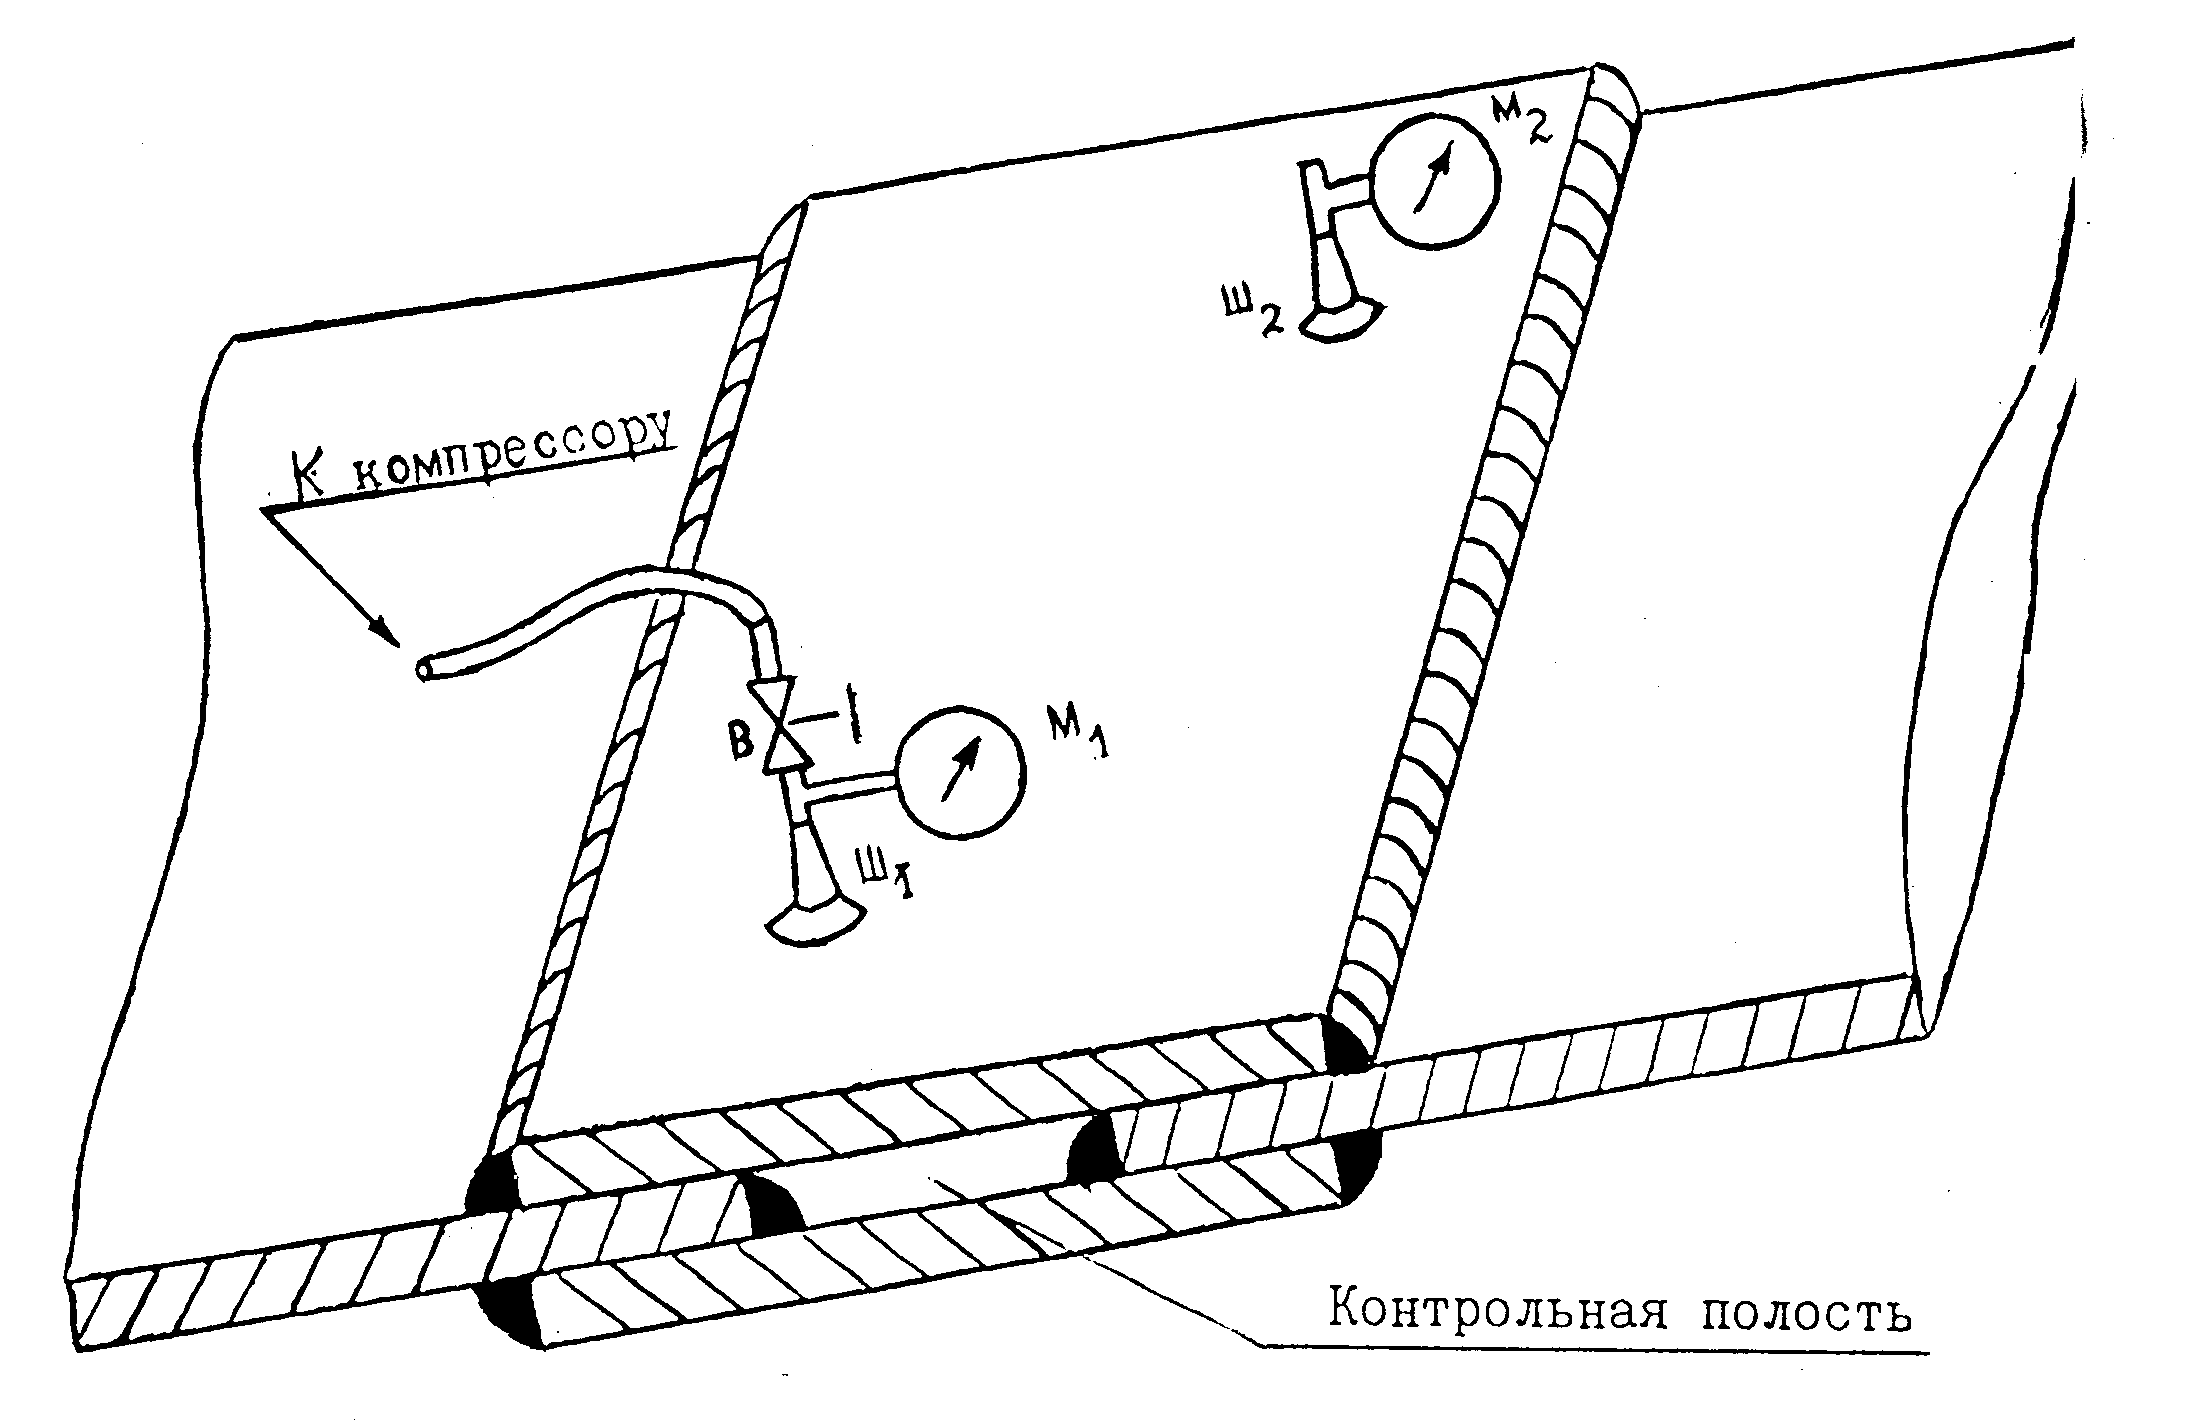 М2
Ш2
К компрессору
В
М1
Ш1
Контрольная полость